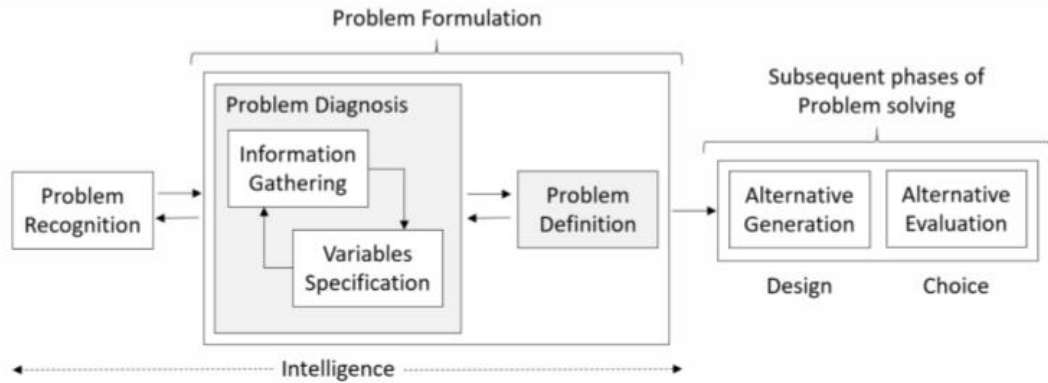 Problem Formulation
Subsequent phases of
Problem solving
Problem Diagnosis
Information
Gathering
Problem
Recognition
Variables
Specification
Problem
Definition
Alternative
Generation
Alternative
Evaluation
Design
Choice
Intelligence